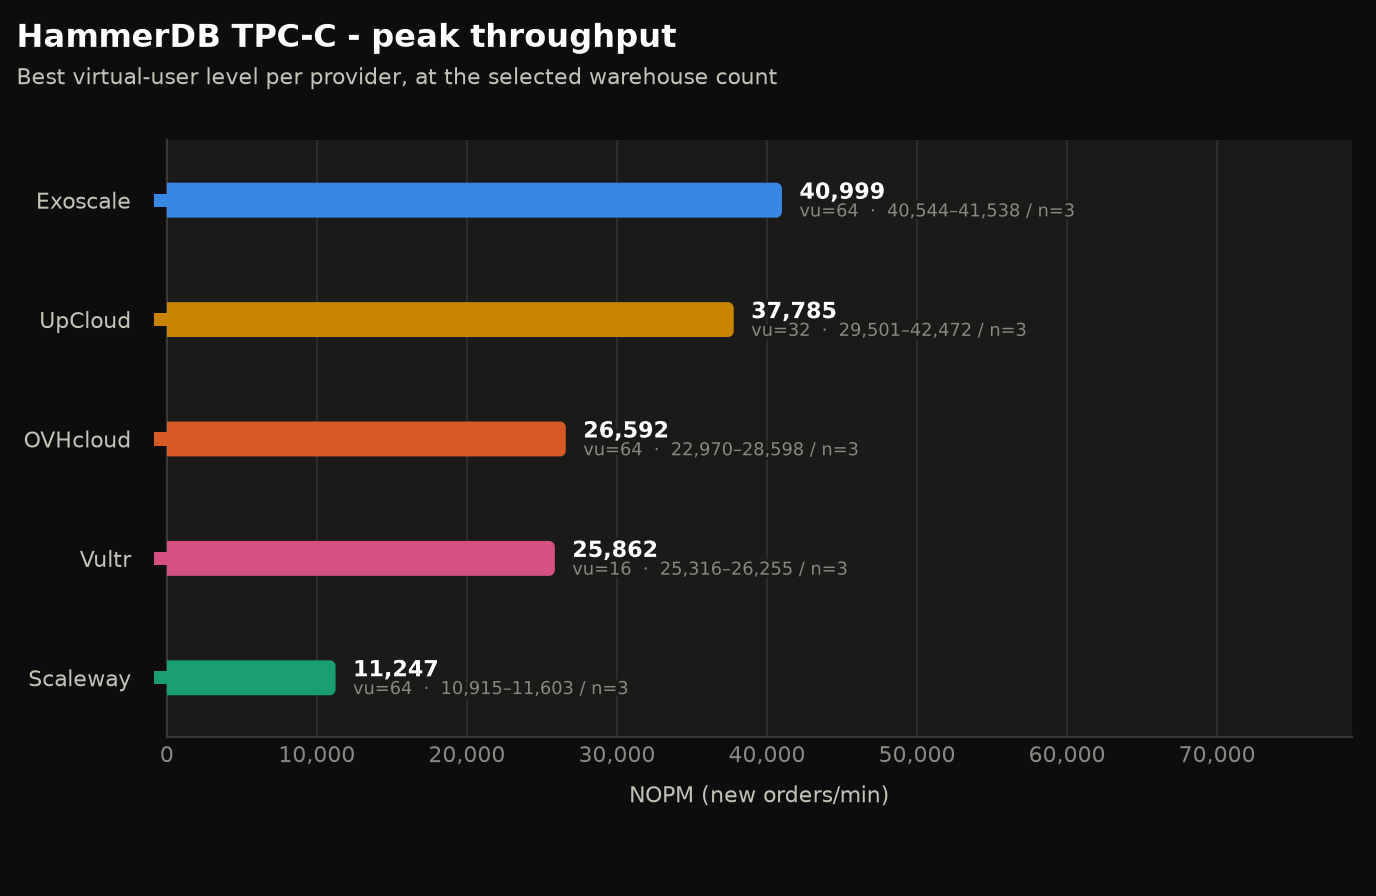 HammerDB TPC-C - peak throughput
Best virtual-user level per provider, at the selected warehouse count
Exoscale
40,999
vu=64 · 40,544–41,538 / n=3
UpCloud
37,785
vu=32 · 29,501–42,472 / n=3
OVHcloud
26,592
vu=64 · 22,970–28,598 / n=3
Vultr
25,862
vu=16 · 25,316–26,255 / n=3
Scaleway
11,247
vu=64 · 10,915–11,603 / n=3
0 10,000 20,000 30,000 40,000 50,000 60,000 70,000
NOPM (new orders/min)